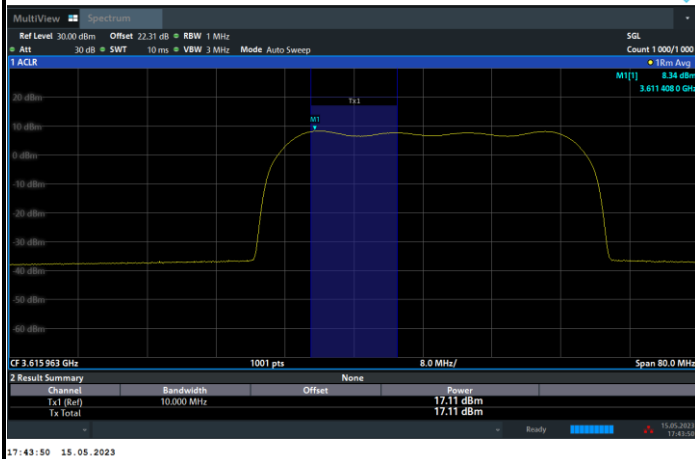 MultiView Spectrum
Ref Level 30.00 dBm Offset 22.31 dB RBW 1 MHz SGL
Att 30 dB SWT 10 ms VBW 3 MHz Mode Auto Sweep Count 1 000/1 000
1 ACLR 1Rm Avg
M1[1] 8.34 dBm
3.611 408 0 GHz
20 dBm
Tx1
M1
10 dBm
0 dBm
-10 dBm
-20 dBm
-30 dBm
-40 dBm
-50 dBm
-60 dBm
CF 3.615 963 GHz 1001 pts 8.0 MHz/ Span 80.0 MHz
2 Result Summary None
Channel Bandwidth Offset Power
Tx1 (Ref) 10.000 MHz 17.11 dBm
Tx Total 17.11 dBm
Ready 15.05.2023
17:43:50
17:43:50 15.05.2023